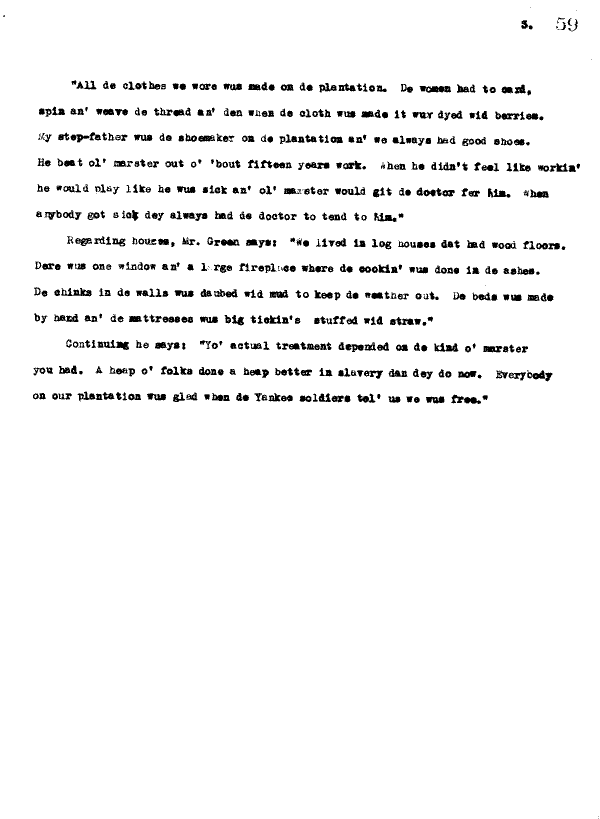 3. 59
"All de clothes we wore wus made on de plantation. De women had to card,
spin an' weave de thread an' den when de cloth wus made it wuz dyed wid berries.
My step-father wus de shoemaker on de plantation an' we always had good shoes.
He beat ol' marster out o' 'bout fifteen years work. When he didn't feel like workin'
he would play like he wus sick an' ol' marster would git de doctor fer him. When
anybody got sick dey always had de doctor to tend to him."
Regarding houses, Mr. Green says: "We lived in log houses dat had wood floors.
Dere wus one window an' a large fireplace where de cookin' wus done in de ashes.
De chinks in de walls wus daubed wid mud to keep de weather out. De beds wus made
by hand an' de mattresses wus big tickin's stuffed wid straw."
Continuing he says: "Yo' actual treatment depended on de kind o' marster
you had. A heap o' folks done a heap better in slavery dan dey do now. Everybody
on our plantation wus glad when de Yankee soldiers tol' us we wus free."